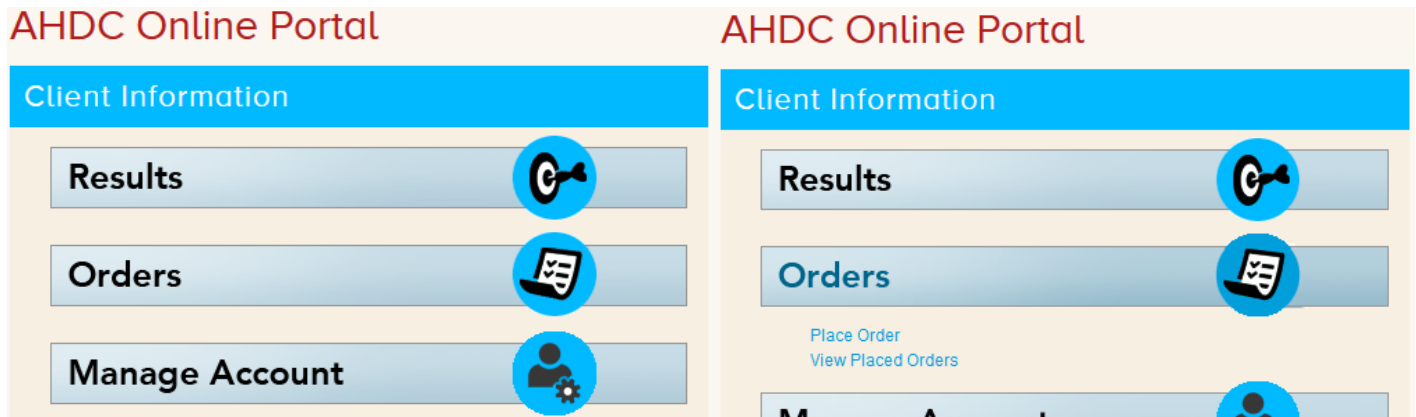 AHDC Online Portal
Client Information
Results
Orders
Manage Account
AHDC Online Portal
Client Information
Results
Orders
Place Order
View Placed Orders